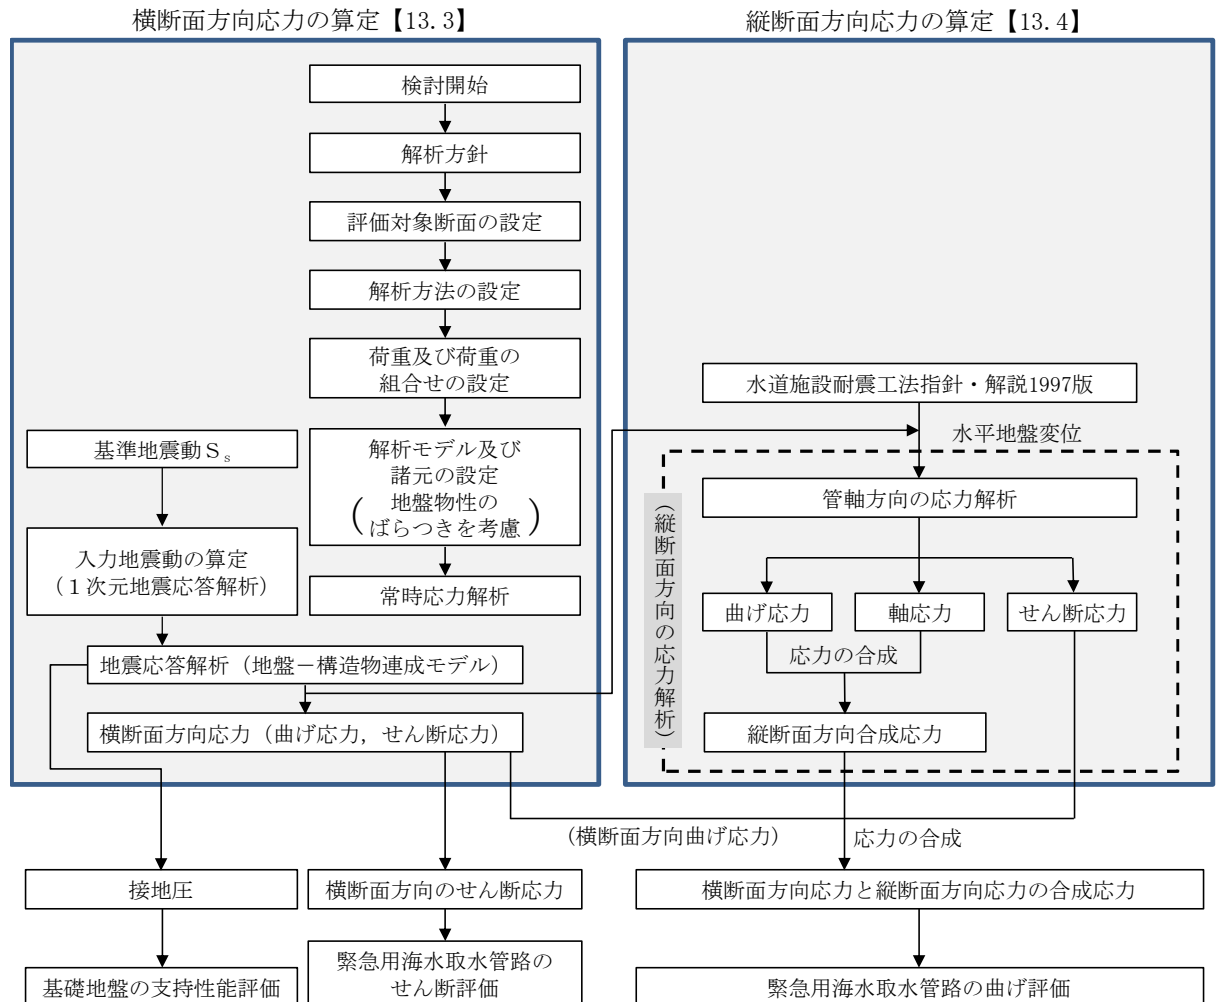 横断面方向応力の算定【13.3】
検討開始
解析方針
評価対象断面の設定
解析方法の設定
荷重及び荷重の
組合せの設定
基準地震動Ｓｓ
解析モデル及び
諸元の設定
(地盤物性の
ばらつきを考慮)
入力地震動の算定
(１次元地震応答解析)
常時応力解析
地震応答解析(地盤－構造物連成モデル)
横断面方向応力(曲げ応力，せん断応力)
縦断面方向応力の算定【13.4】
水道施設耐震工法指針・解説1997版
水平地盤変位
(縦断面方向の応力解析)
管軸方向の応力解析
曲げ応力
軸応力
せん断応力
応力の合成
縦断面方向合成応力
(横断面方向曲げ応力)
応力の合成
接地圧
横断面方向のせん断応力
横断面方向応力と縦断面方向応力の合成応力
基礎地盤の支持性能評価
緊急用海水取水管路の
せん断評価
緊急用海水取水管路の曲げ評価